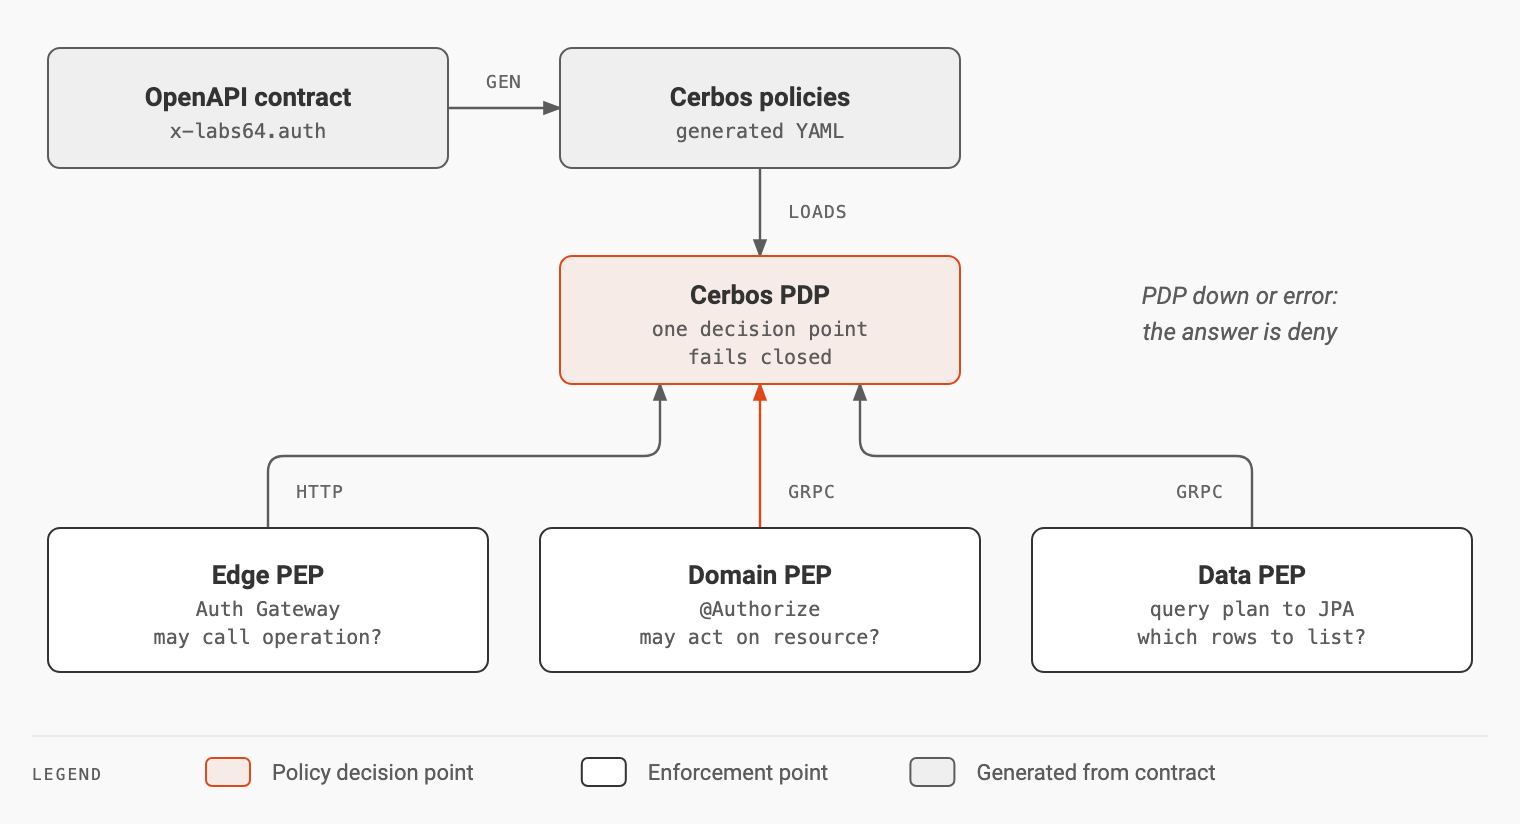 OpenAPI contract
x-labs64.auth
GEN
Cerbos policies
generated YAML
LOADS
Cerbos PDP
one decision point
fails closed
PDP down or error:
the answer is deny
HTTP
GRPC
GRPC
Edge PEP
Auth Gateway
may call operation?
Domain PEP
@Authorize
may act on resource?
Data PEP
query plan to JPA
which rows to list?
LEGEND
Policy decision point
Enforcement point
Generated from contract